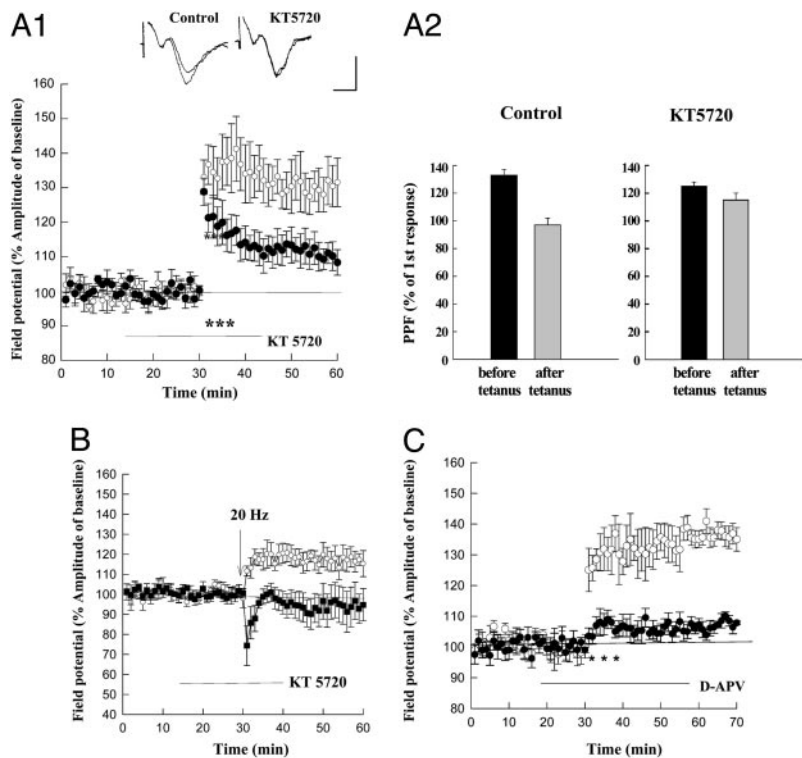 A1
Control
KT5720
Field potential (% Amplitude of baseline)
160
150
140
130
120
110
100
90
80
***
***
KT 5720
0 10 20 30 40 50 60
Time (min)
A2
Control
KT5720
PPF (% of 1st response)
140
120
100
80
60
40
20
0
before tetanus
after tetanus
140
120
100
80
60
40
20
0
before tetanus
after tetanus
B
Field potential (% Amplitude of baseline)
160
150
140
130
120
110
100
90
80
70
60
50
40
20 Hz
KT 5720
0 10 20 30 40 50 60
Time (min)
C
Field potential (% Amplitude of baseline)
160
150
140
130
120
110
100
90
80
* * *
D-APV
0 10 20 30 40 50 60 70
Time (min)